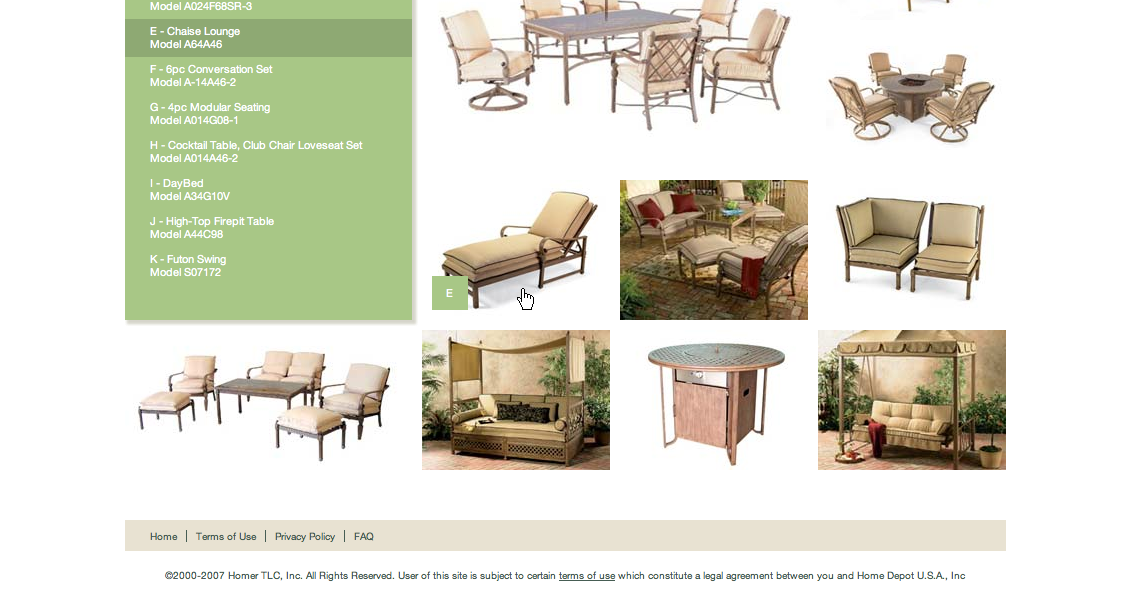 Model A024F68SR-3
E - Chaise Lounge
Model A64A46
F - 6pc Conversation Set
Model A-14A46-2
G - 4pc Modular Seating
Model A014G08-1
H - Cocktail Table, Club Chair Loveseat Set
Model A014A46-2
I - DayBed
Model A34G10V
J - High-Top Firepit Table
Model A44C98
K - Futon Swing
Model S07172
E
Home | Terms of Use | Privacy Policy | FAQ
©2000-2007 Homer TLC, Inc. All Rights Reserved. User of this site is subject to certain terms of use which constitute a legal agreement between you and Home Depot U.S.A., Inc